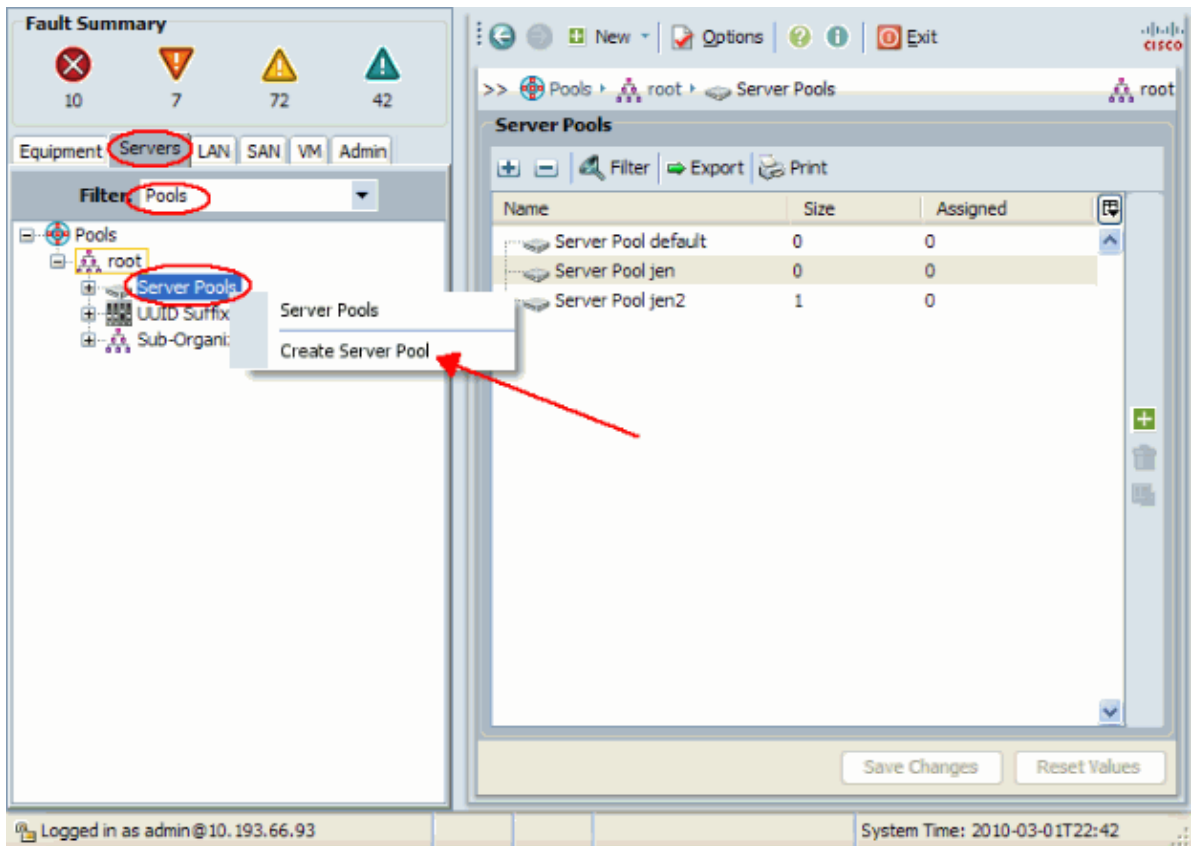 Fault Summary
10 7 72 42
Equipment Servers LAN SAN VM Admin
Filter: Pools
Pools
root
Server Pools
UUID Suffix
Sub-Organi
Server Pools
Create Server Pool
New Options Exit
CISCO
>> Pools root Server Pools root
Server Pools
Filter Export Print
Name Size Assigned
Server Pool default 0 0
Server Pool jen 0 0
Server Pool jen2 1 0
Save Changes Reset Values
Logged in as admin@10.193.66.93 System Time: 2010-03-01T22:42